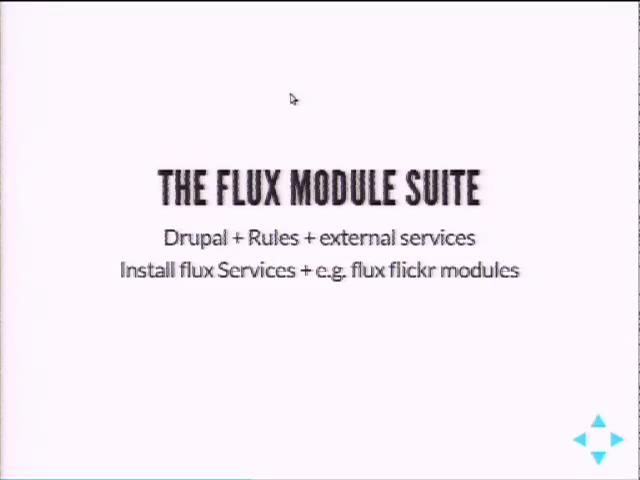 THE FLUX MODULE SUITE
Drupal + Rules + external services
Install flux Services + e.g. flux flickr modules